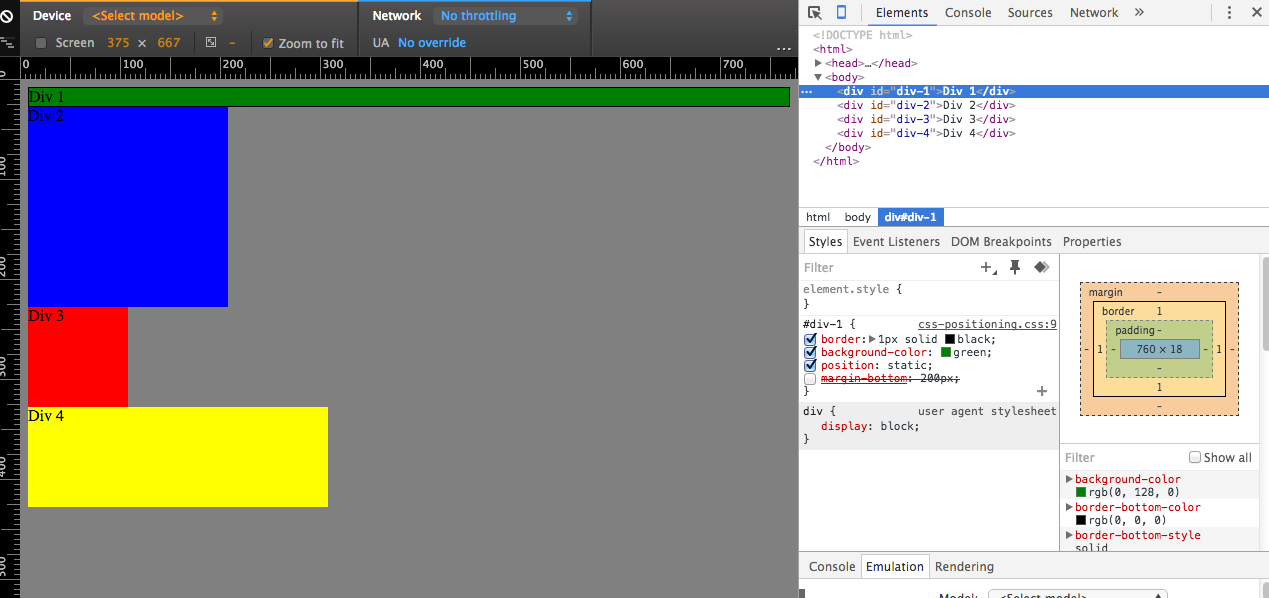 Device <Select model> Network No throttling
Screen 375 × 667 – Zoom to fit UA No override ...
0 100 200 300 400 500 600 700
0
100
200
300
400
500
Div 1
Div 2
Div 3
Div 4
Elements Console Sources Network »
<!DOCTYPE html>
<html>
<head>…</head>
<body>
... <div id="div-1">Div 1</div>
<div id="div-2">Div 2</div>
<div id="div-3">Div 3</div>
<div id="div-4">Div 4</div>
</body>
</html>
html body div#div-1
Styles Event Listeners DOM Breakpoints Properties
Filter
element.style {
}
#div-1 { css-positioning.css:9
border: 1px solid black;
background-color: green;
position: static;
margin-bottom: 200px;
}
div { user agent stylesheet
display: block;
}
margin –
border 1
padding –
– 1 – 760 × 18 – 1 –
–
1
–
Filter Show all
background-color
rgb(0, 128, 0)
border-bottom-color
rgb(0, 0, 0)
border-bottom-style
solid
Console Emulation Rendering
Model: <Select model>